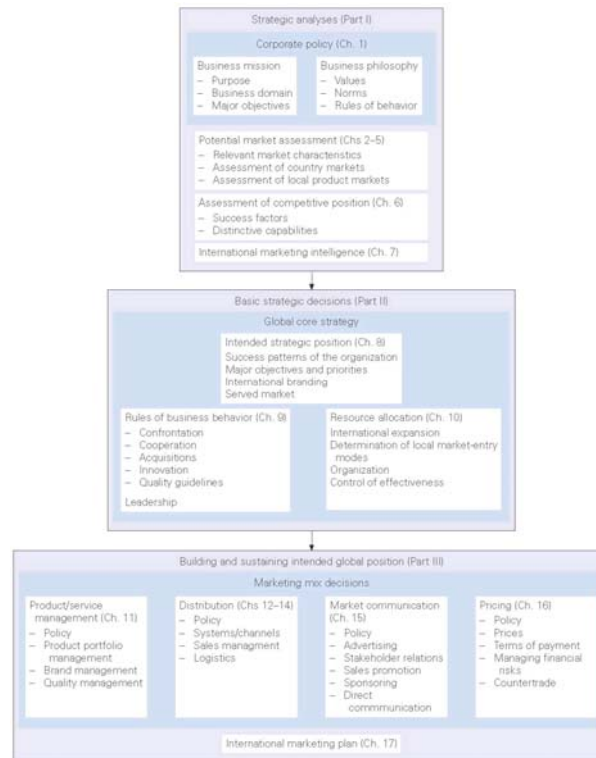 Strategic analyses (Part I)
Corporate policy (Ch. 1)
Business mission
– Purpose
– Business domain
– Major objectives
Business philosophy
– Values
– Norms
– Rules of behavior
Potential market assessment (Chs 2–5)
– Relevant market characteristics
– Assessment of country markets
– Assessment of local product markets
Assessment of competitive position (Ch. 6)
– Success factors
– Distinctive capabilities
International marketing intelligence (Ch. 7)
Basic strategic decisions (Part II)
Global core strategy
Intended strategic position (Ch. 8)
Success patterns of the organization
Major objectives and priorities
International branding
Served market
Rules of business behavior (Ch. 9)
– Confrontation
– Cooperation
– Acquisitions
– Innovation
– Quality guidelines
Leadership
Resource allocation (Ch. 10)
International expansion
Determination of local market-entry
modes
Organization
Control of effectiveness
Building and sustaining intended global position (Part III)
Marketing mix decisions
Product/service
management (Ch. 11)
– Policy
– Product portfolio
management
– Brand management
– Quality management
Distribution (Chs 12–14)
– Policy
– Systems/channels
– Sales managment
– Logistics
Market communication
(Ch. 15)
– Policy
– Advertising
– Stakeholder relations
– Sales promotion
– Sponsoring
– Direct
commmunication
Pricing (Ch. 16)
– Policy
– Prices
– Terms of payment
– Managing financial
risks
– Countertrade
International marketing plan (Ch. 17)